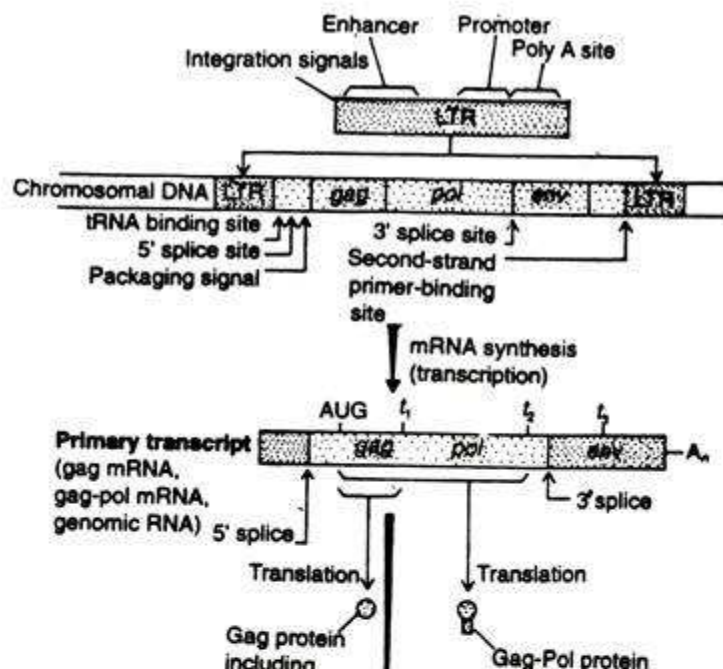 Enhancer
Promoter
Integration signals
Poly A site
LTR
Chromosomal DNA
LTR
gag
pol
env
LTR
tRNA binding site
5' splice site
Packaging signal
3' splice site
Second-strand
primer-binding
site
mRNA synthesis
(transcription)
AUG
t1
t2
t3
Primary transcript
(gag mRNA,
gag-pol mRNA,
genomic RNA)
gag
pol
env
An
5' splice
3' splice
Translation
Translation
Gag protein
including
Gag-Pol protein